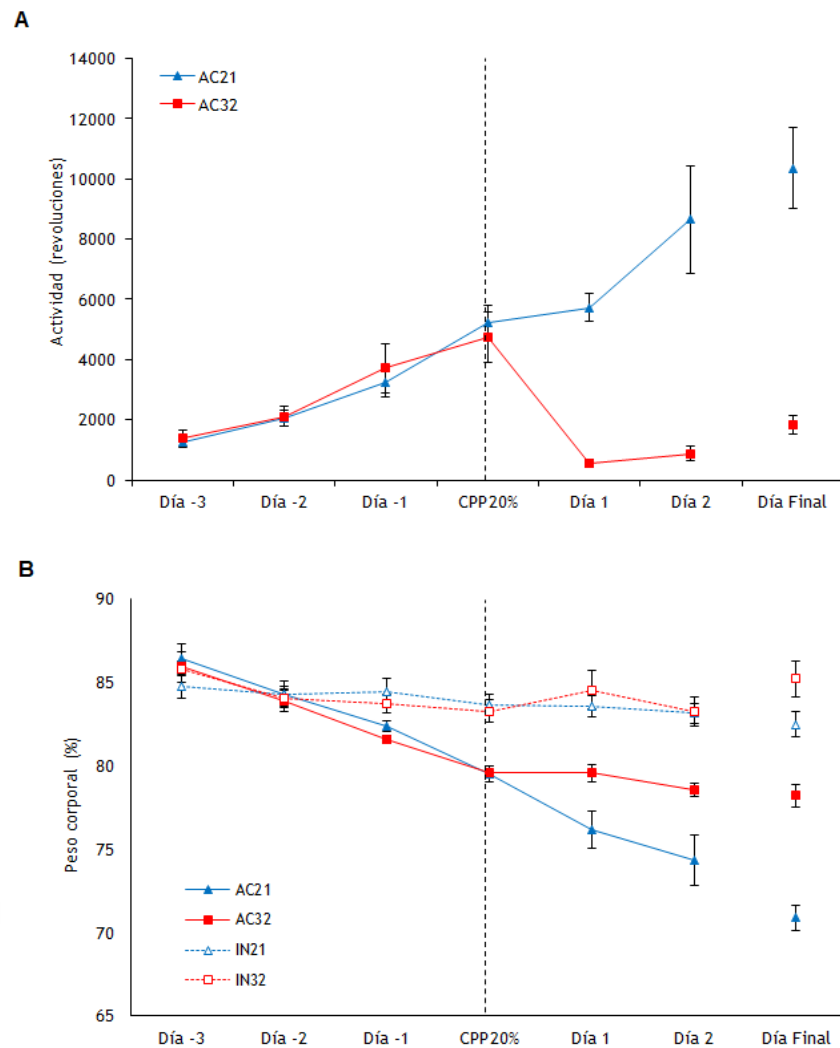 A
14000
12000
10000
8000
6000
4000
2000
0
Actividad (revoluciones)
AC21
AC32
Día -3 Día -2 Día -1 CPP20% Día 1 Día 2 Día Final
B
90
85
80
75
70
65
Peso corporal (%)
AC21
AC32
IN21
IN32
Día -3 Día -2 Día -1 CPP20% Día 1 Día 2 Día Final